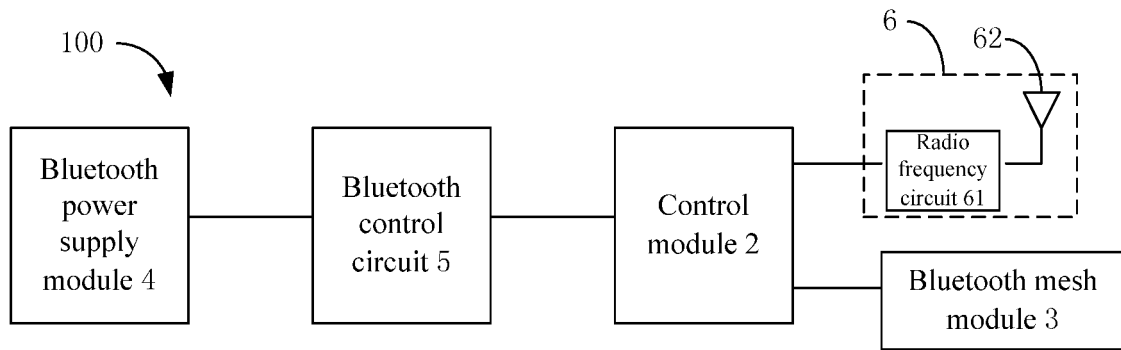 100
6
62
Bluetooth
power
supply
module 4
Bluetooth
control
circuit 5
Control
module 2
Radio
frequency
circuit 61
Bluetooth mesh
module 3